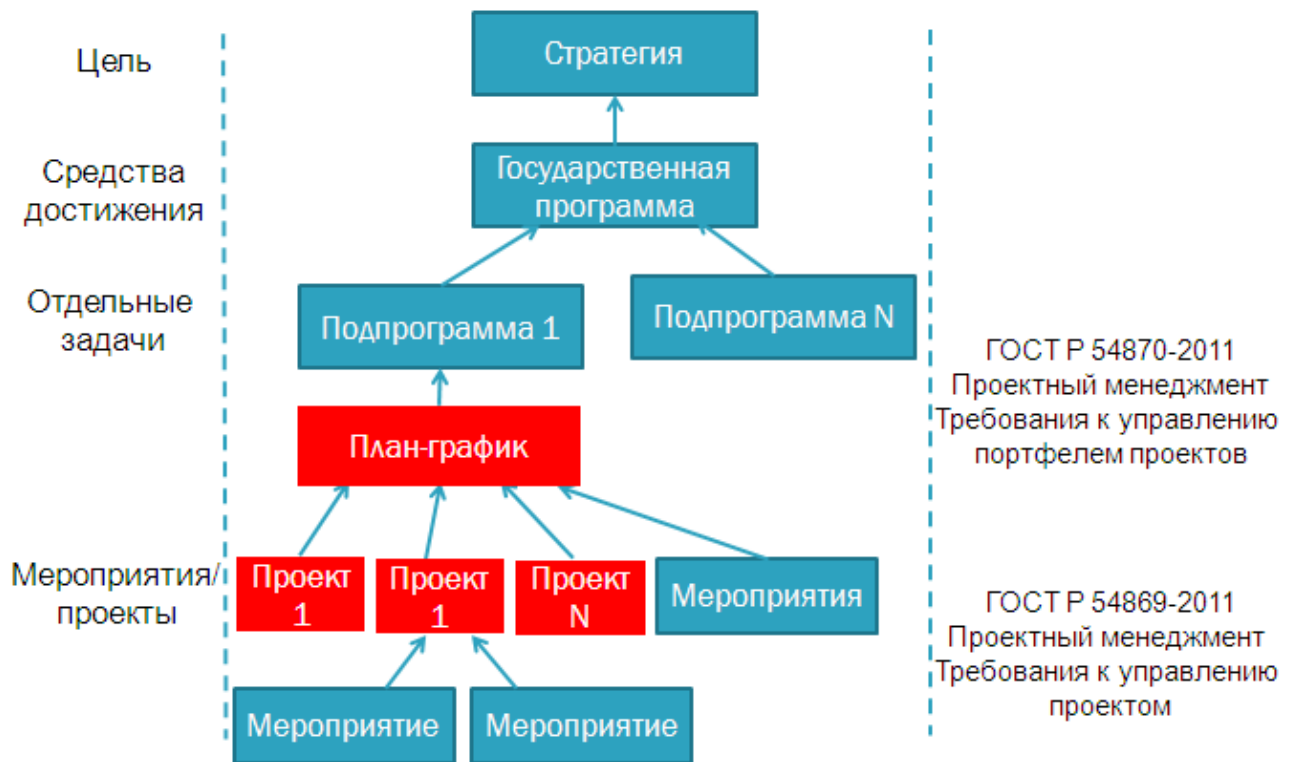 Цель
Стратегия
Средства
достижения
Государственная
программа
Отдельные
задачи
Подпрограмма 1
Подпрограмма N
ГОСТ Р 54870-2011
Проектный менеджмент
Требования к управлению
портфелем проектов
План-график
Мероприятия/
проекты
Проект
1
Проект
1
Проект
N
Мероприятия
ГОСТ Р 54869-2011
Проектный менеджмент
Требования к управлению
проектом
Мероприятие
Мероприятие